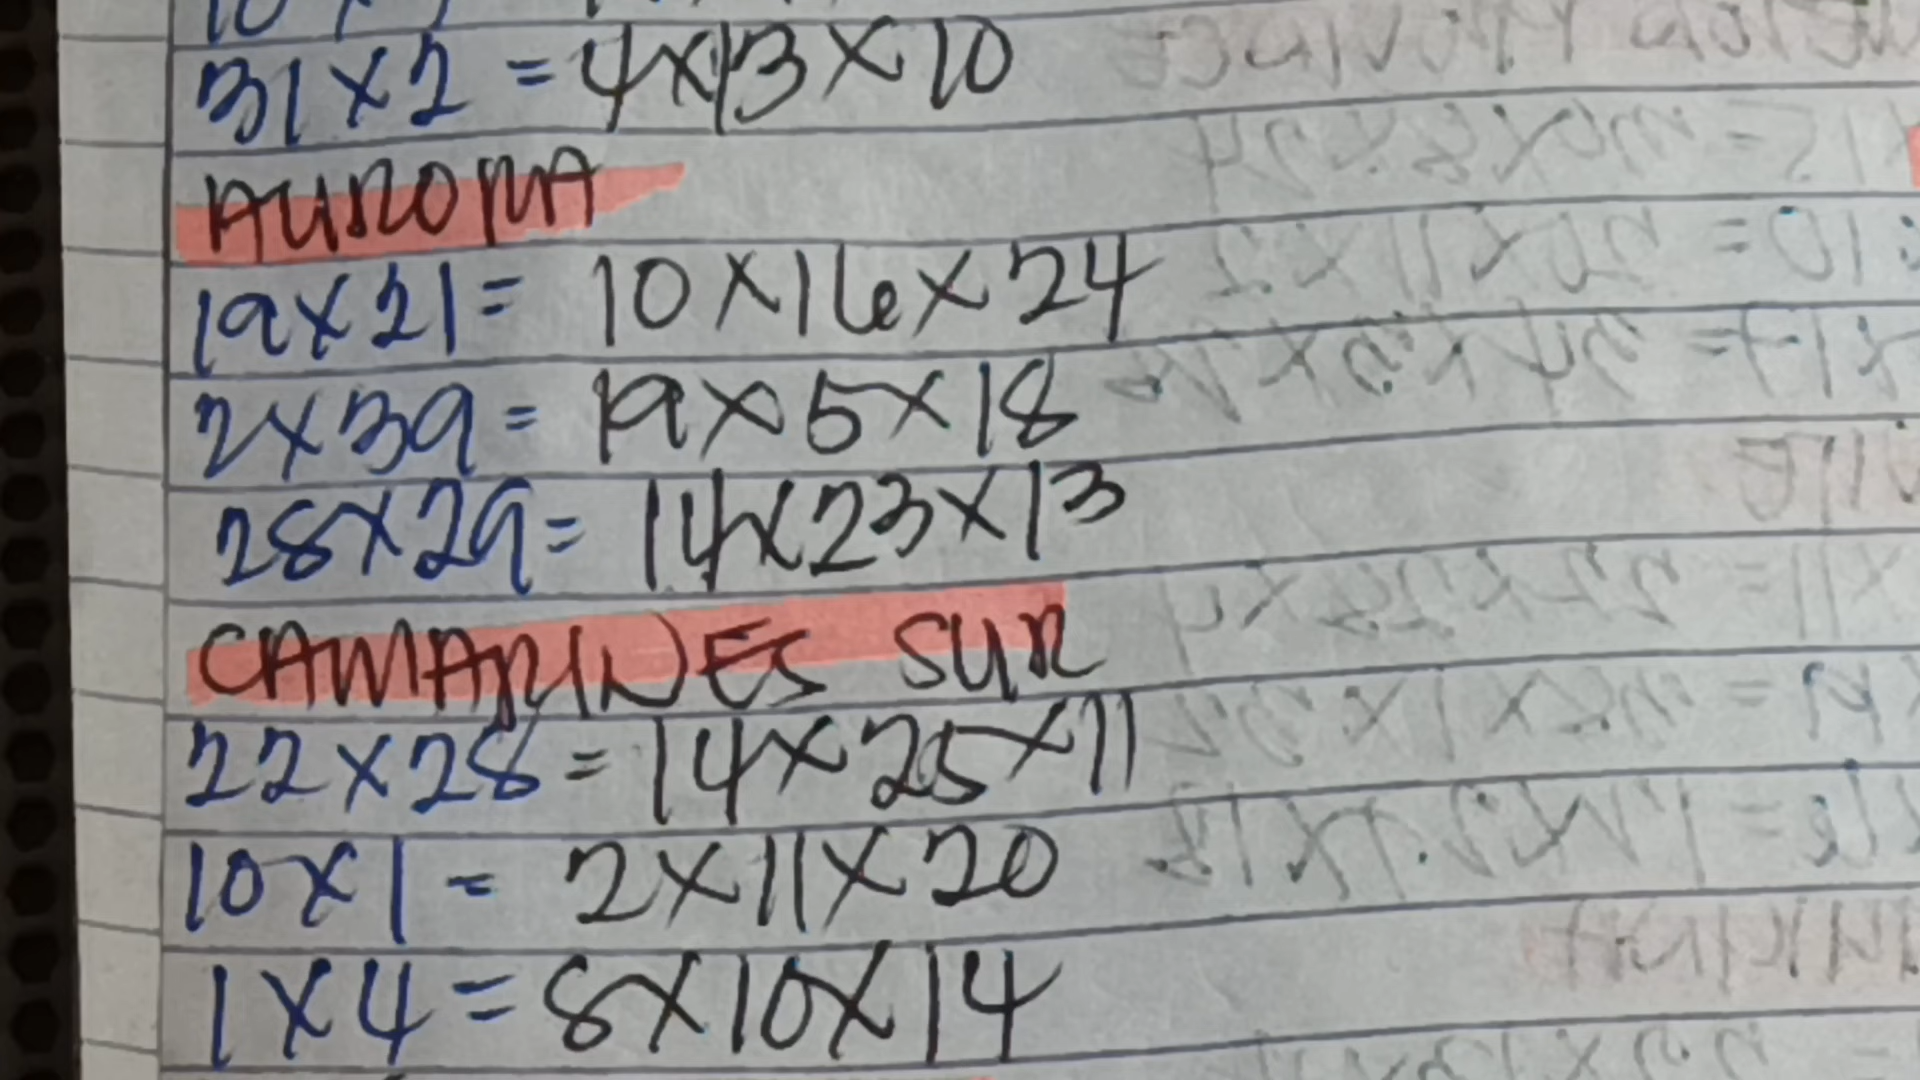 31 x 2 = 4 x 13 x 10
AURORA
19 x 21 = 10 x 16 x 24
2 x 39 = 19 x 5 x 18
28 x 29 = 14 x 23 x 13
CAMARINES SUR
22 x 28 = 14 x 25 x 11
10 x 1 = 2 x 11 x 20
1 x 4 = 8 x 10 x 14